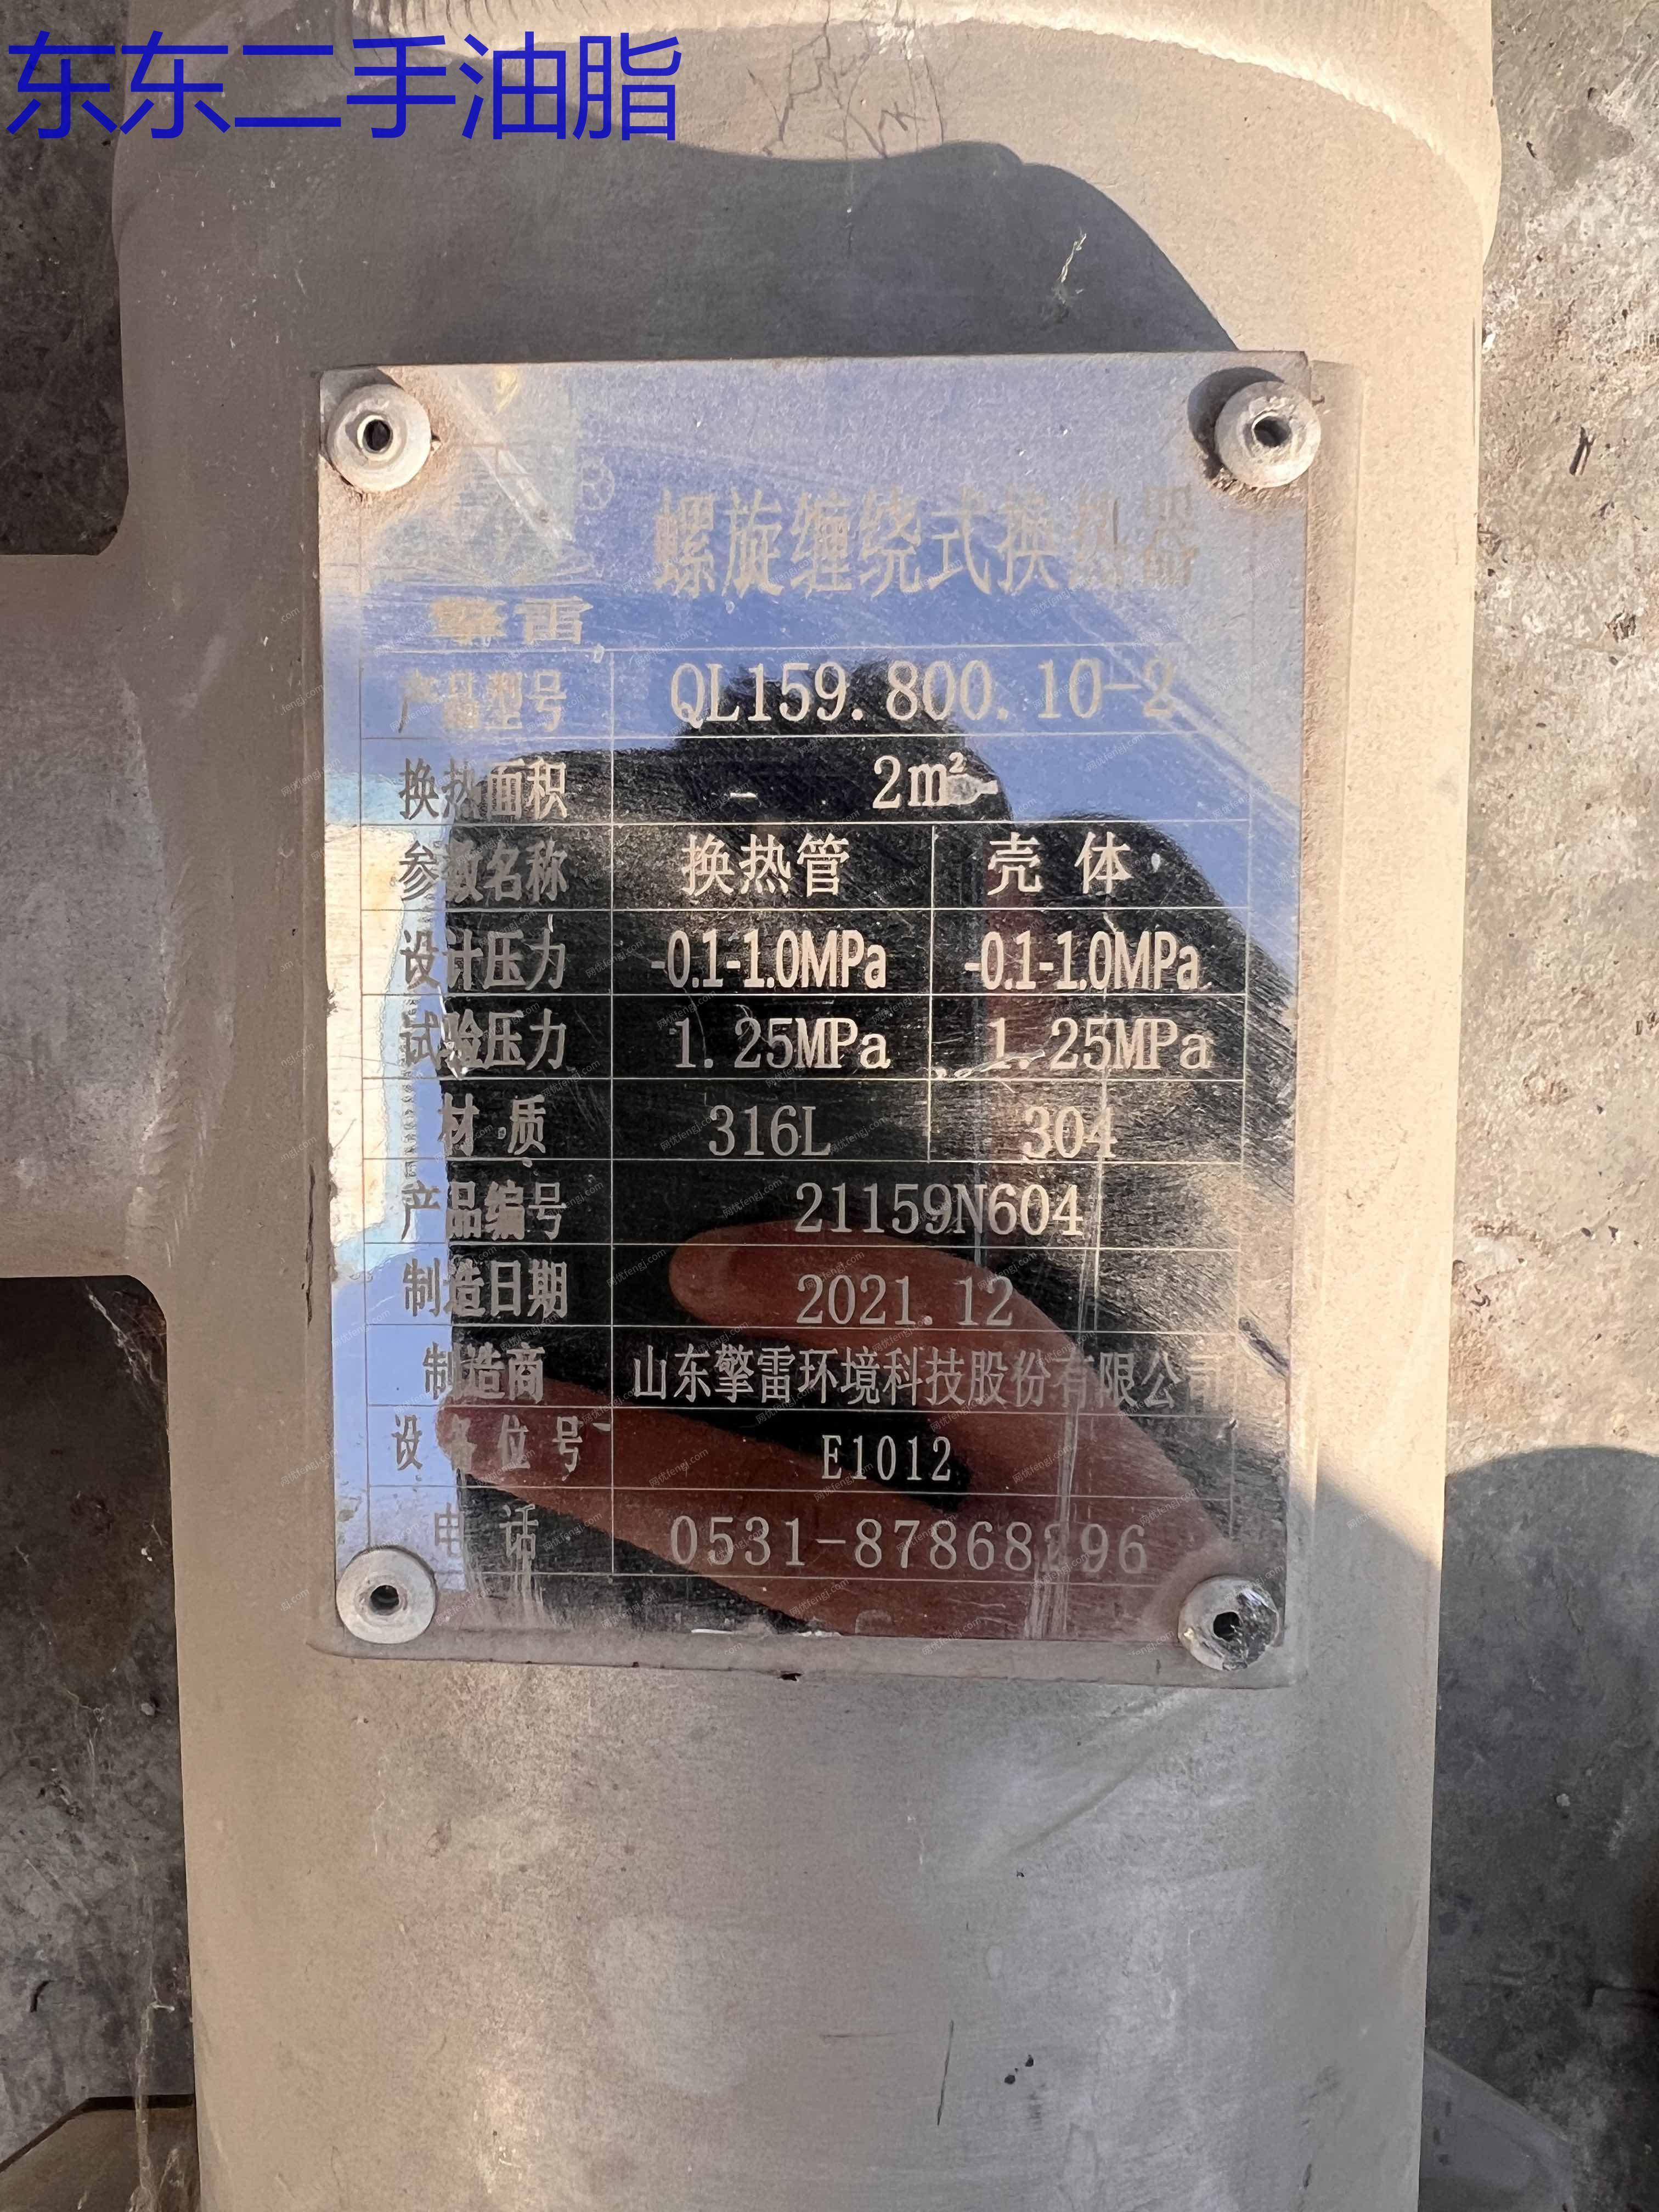 东东二手油脂
®
螺旋缠绕式换热器
擎雷
产品型号 QL159.800.10-2
换热面积 2m²
参数名称 换热管 壳 体
设计压力 -0.1-1.0MPa -0.1-1.0MPa
试验压力 1.25MPa 1.25MPa
材 质 316L 304
产品编号 21159N604
制造日期 2021.12
制造商 山东擎雷环境科技股份有限公司
设备位号 E1012
电 话 0531-87868296